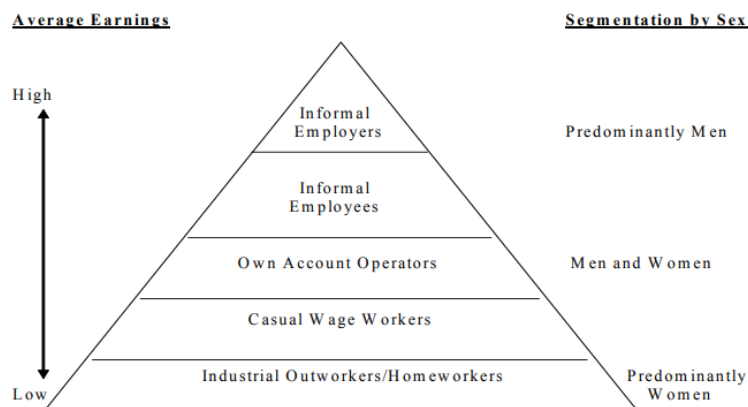 Average Earnings
Segmentation by Sex
High
Informal
Employers
Predominantly Men
Informal
Employees
Own Account Operators
Men and Women
Casual Wage Workers
Industrial Outworkers/Homeworkers
Predominantly
Women
Low